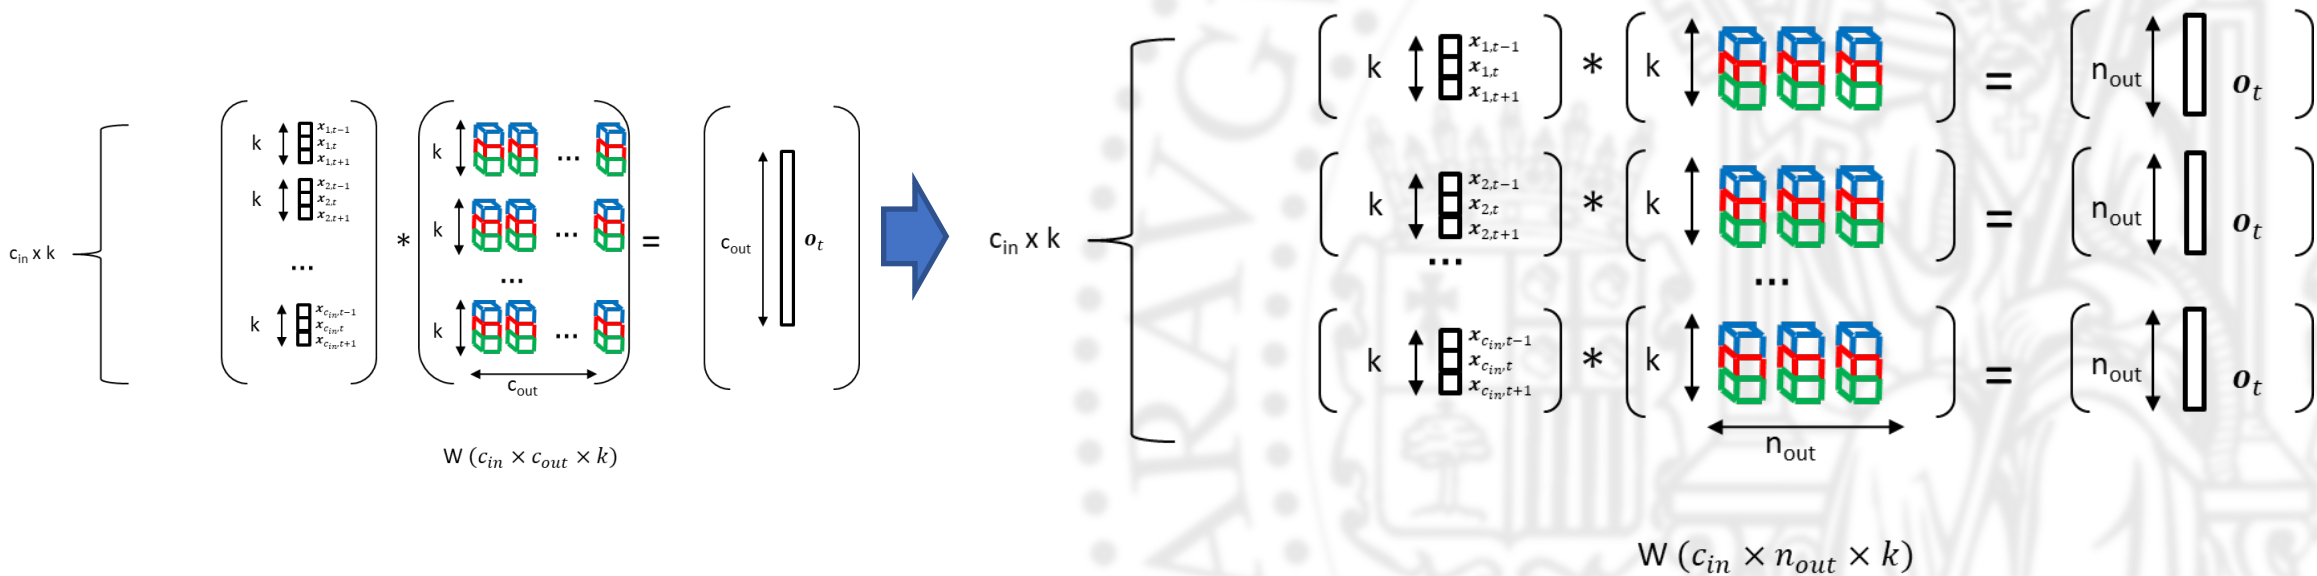 c_in x k
k
x_{1,t−1}
x_{1,t}
x_{1,t+1}
k
x_{2,t−1}
x_{2,t}
x_{2,t+1}
...
k
x_{c_in,t−1}
x_{c_in,t}
x_{c_in,t+1}
*
k
...
k
...
...
k
...
c_out
=
c_out
o_t
W (c_in × c_out × k)
c_in x k
k
x_{1,t−1}
x_{1,t}
x_{1,t+1}
*
k
=
n_out
o_t
k
x_{2,t−1}
x_{2,t}
x_{2,t+1}
*
k
=
n_out
o_t
...
...
k
x_{c_in,t−1}
x_{c_in,t}
x_{c_in,t+1}
*
k
=
n_out
o_t
n_out
W (c_in × n_out × k)
ARAVG